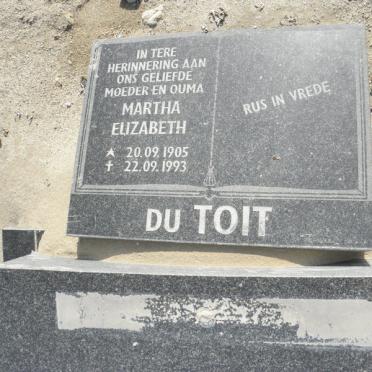 IN TERE
HERINNERING AAN
ONS GELIEFDE
MOEDER EN OUMA
MARTHA
ELIZABETH
★ 20.09.1905
✝ 22.09.1993
RUS IN VREDE
DU TOIT